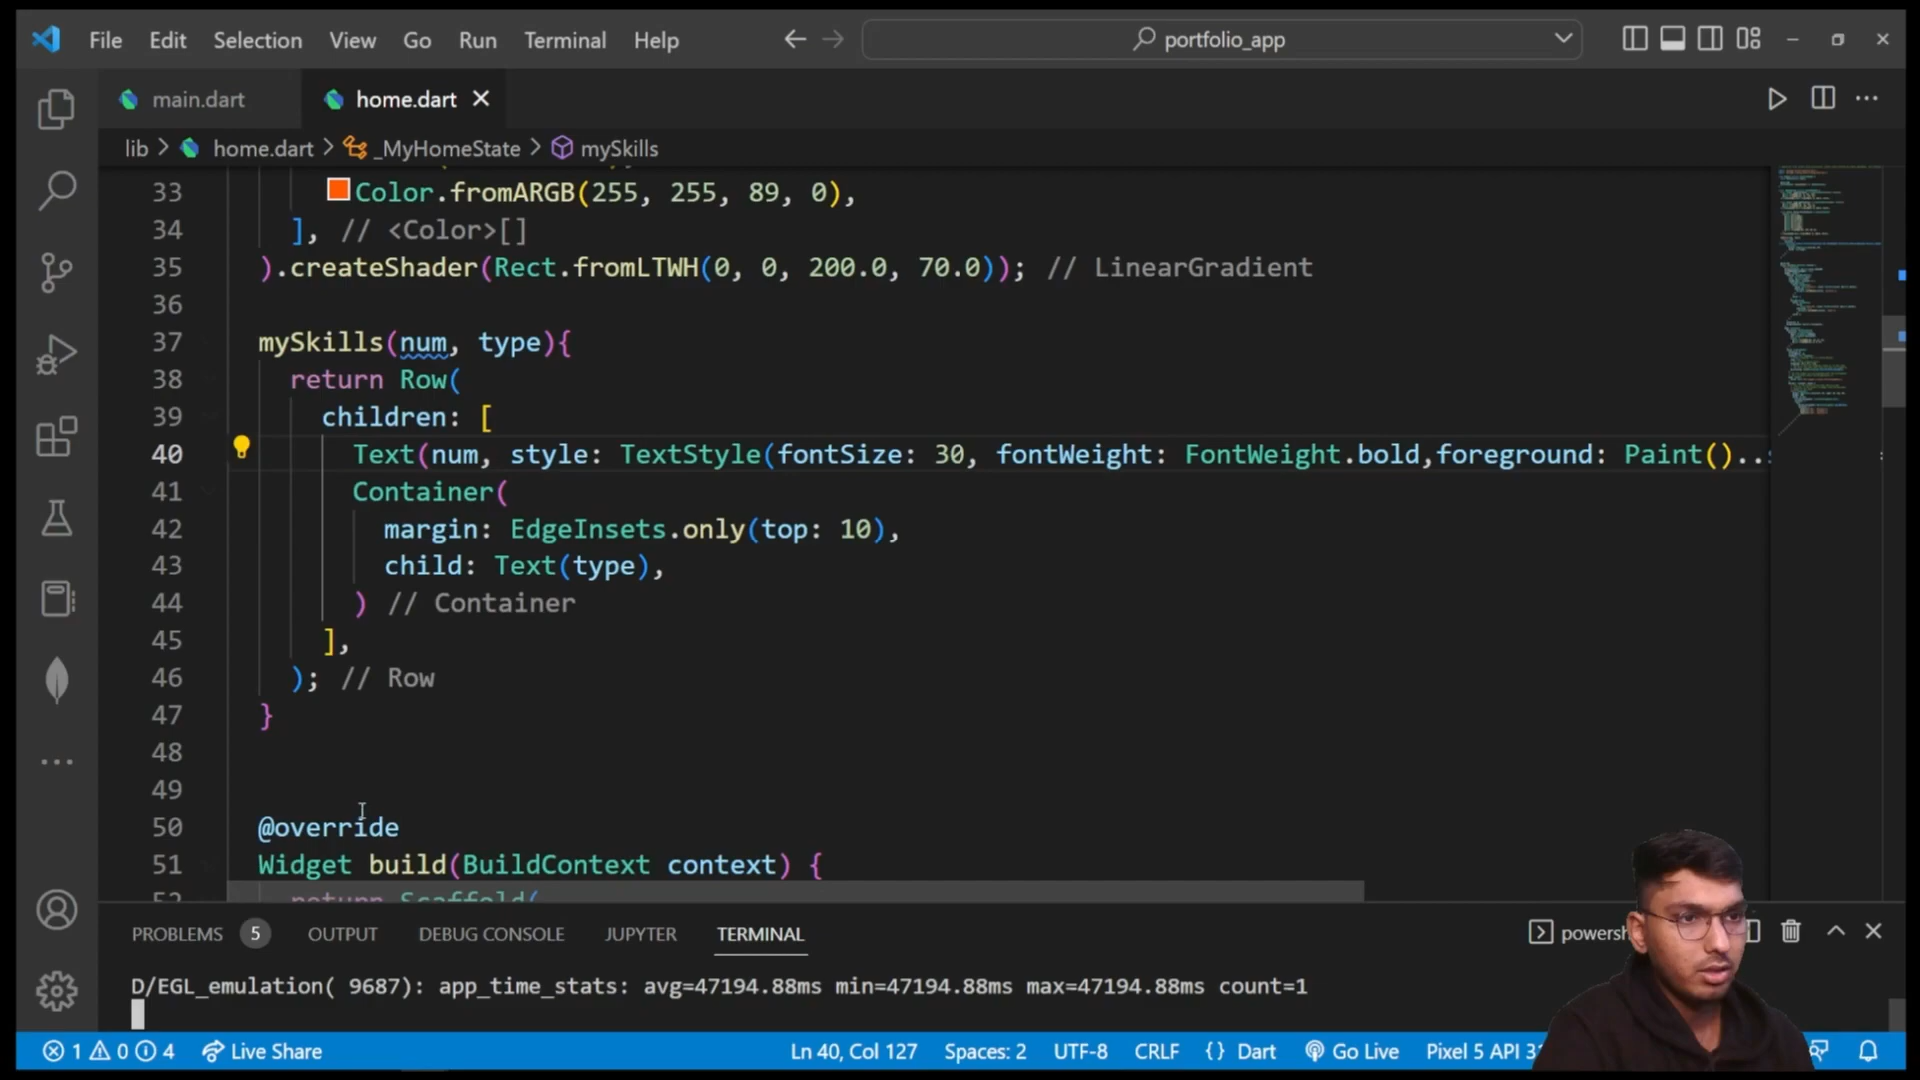 File Edit Selection View Go Run Terminal Help
portfolio_app
main.dart
home.dart
lib > home.dart > _MyHomeState > mySkills
33 Color.fromARGB(255, 255, 89, 0),
34 ], // <Color>[]
35 ).createShader(Rect.fromLTWH(0, 0, 200.0, 70.0)); // LinearGradient
36
37 mySkills(num, type){
38 return Row(
39 children: [
40 Text(num, style: TextStyle(fontSize: 30, fontWeight: FontWeight.bold,foreground: Paint()..
41 Container(
42 margin: EdgeInsets.only(top: 10),
43 child: Text(type),
44 ) // Container
45 ],
46 ); // Row
47 }
48
49
50 @override
51 Widget build(BuildContext context) {
52 return Scaffold(
PROBLEMS 5 OUTPUT DEBUG CONSOLE JUPYTER TERMINAL
powersh
D/EGL_emulation( 9687): app_time_stats: avg=47194.88ms min=47194.88ms max=47194.88ms count=1
1 0 4 Live Share Ln 40, Col 127 Spaces: 2 UTF-8 CRLF {} Dart Go Live Pixel 5 API 3